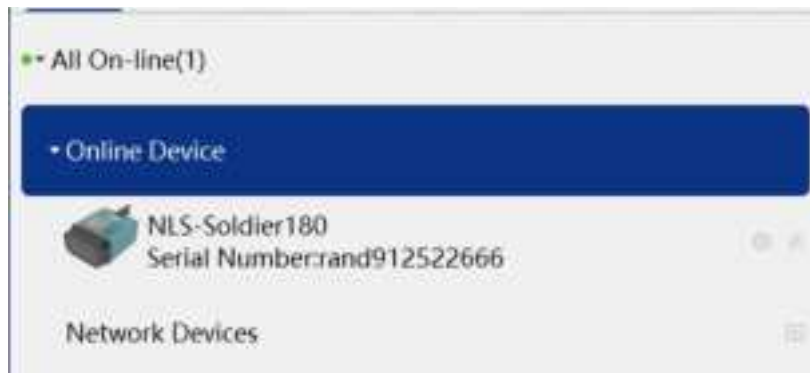 All On-line(1)
Online Device
NLS-Soldier180
Serial Number:rand912522666
Network Devices